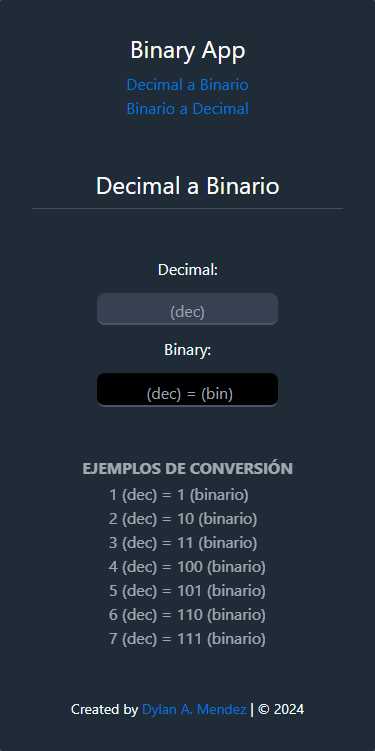 Binary App
Decimal a Binario
Binario a Decimal
Decimal a Binario
Decimal:
(dec)
Binary:
(dec) = (bin)
EJEMPLOS DE CONVERSIÓN
1 (dec) = 1 (binario)
2 (dec) = 10 (binario)
3 (dec) = 11 (binario)
4 (dec) = 100 (binario)
5 (dec) = 101 (binario)
6 (dec) = 110 (binario)
7 (dec) = 111 (binario)
Created by Dylan A. Mendez | © 2024